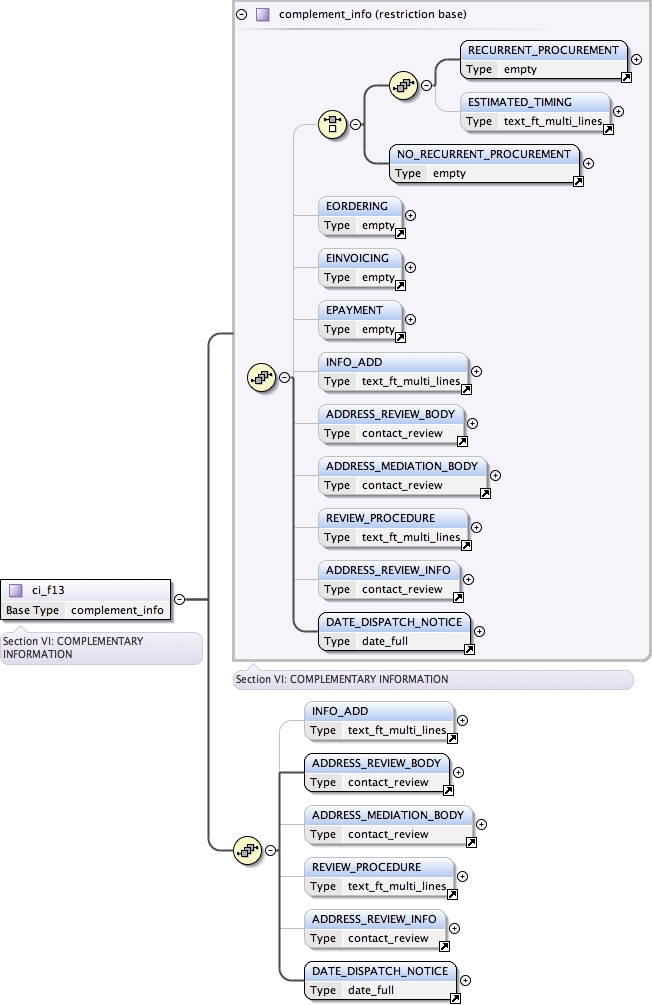 complement_info (restriction base)
RECURRENT_PROCUREMENT
Type empty
ESTIMATED_TIMING
Type text_ft_multi_lines
NO_RECURRENT_PROCUREMENT
Type empty
EORDERING
Type empty
EINVOICING
Type empty
EPAYMENT
Type empty
INFO_ADD
Type text_ft_multi_lines
ADDRESS_REVIEW_BODY
Type contact_review
ADDRESS_MEDIATION_BODY
Type contact_review
REVIEW_PROCEDURE
Type text_ft_multi_lines
ADDRESS_REVIEW_INFO
Type contact_review
DATE_DISPATCH_NOTICE
Type date_full
Section VI: COMPLEMENTARY INFORMATION
ci_f13
Base Type complement_info
Section VI: COMPLEMENTARY
INFORMATION
INFO_ADD
Type text_ft_multi_lines
ADDRESS_REVIEW_BODY
Type contact_review
ADDRESS_MEDIATION_BODY
Type contact_review
REVIEW_PROCEDURE
Type text_ft_multi_lines
ADDRESS_REVIEW_INFO
Type contact_review
DATE_DISPATCH_NOTICE
Type date_full